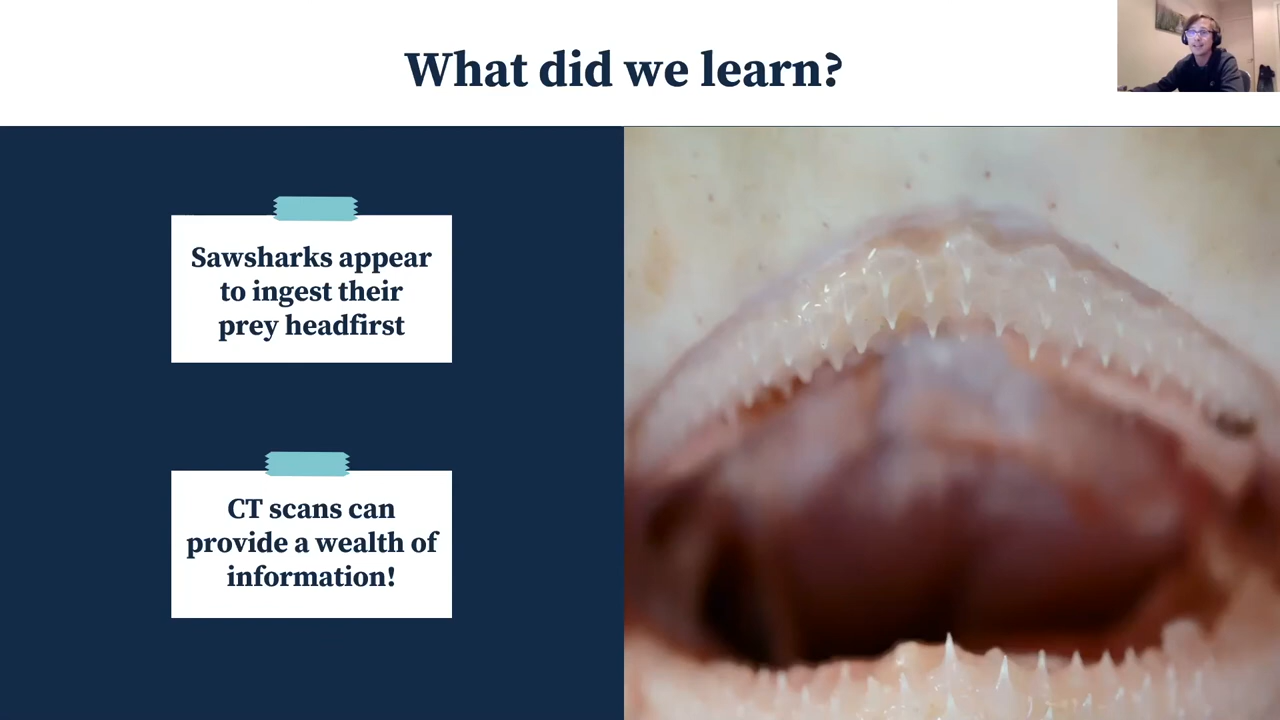 What did we learn?
Sawsharks appear
to ingest their
prey headfirst
CT scans can
provide a wealth of
information!